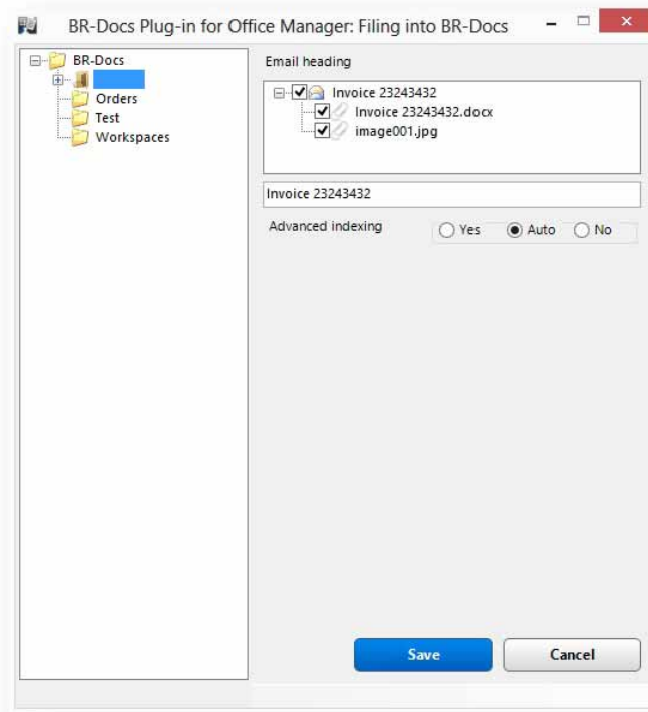 BR-Docs Plug-in for Office Manager: Filing into BR-Docs
BR-Docs
Orders
Test
Workspaces
Email heading
Invoice 23243432
Invoice 23243432.docx
image001.jpg
Invoice 23243432
Advanced indexing Yes Auto No
Save Cancel